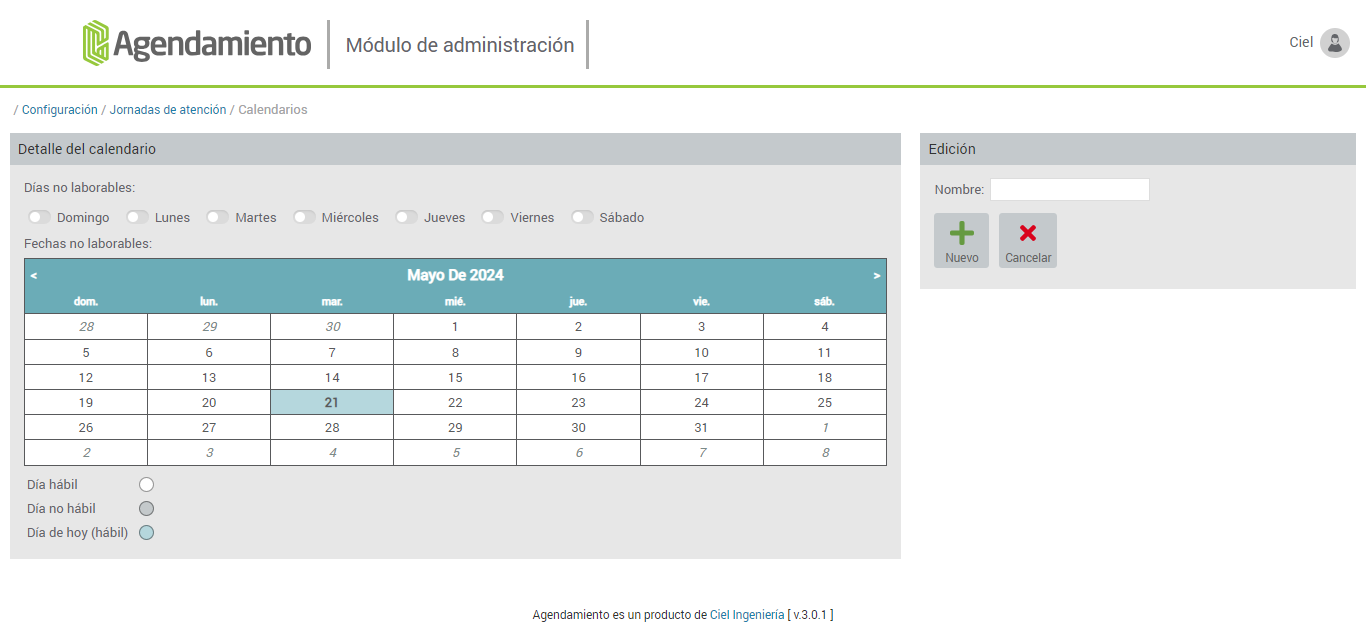 Agendamiento Módulo de administración
Ciel
/ Configuración / Jornadas de atención / Calendarios
Detalle del calendario
Días no laborables:
Domingo Lunes Martes Miércoles Jueves Viernes Sábado
Fechas no laborables:
< Mayo De 2024 >
dom. lun. mar. mié. jue. vie. sáb.
28 29 30 1 2 3 4
5 6 7 8 9 10 11
12 13 14 15 16 17 18
19 20 21 22 23 24 25
26 27 28 29 30 31 1
2 3 4 5 6 7 8
Día hábil
Día no hábil
Día de hoy (hábil)
Edición
Nombre:
Nuevo Cancelar
Agendamiento es un producto de Ciel Ingeniería [ v.3.0.1 ]